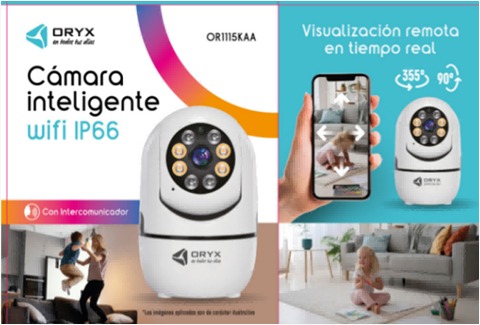 ORYX
en todos tus días
OR1115KAA
Cámara
inteligente
wifi IP66
Con Intercomunicador
ORYX
en todos tus días
*Las imágenes aplicadas son de carácter ilustrativo
Visualización remota
en tiempo real
355°
90°
ORYX